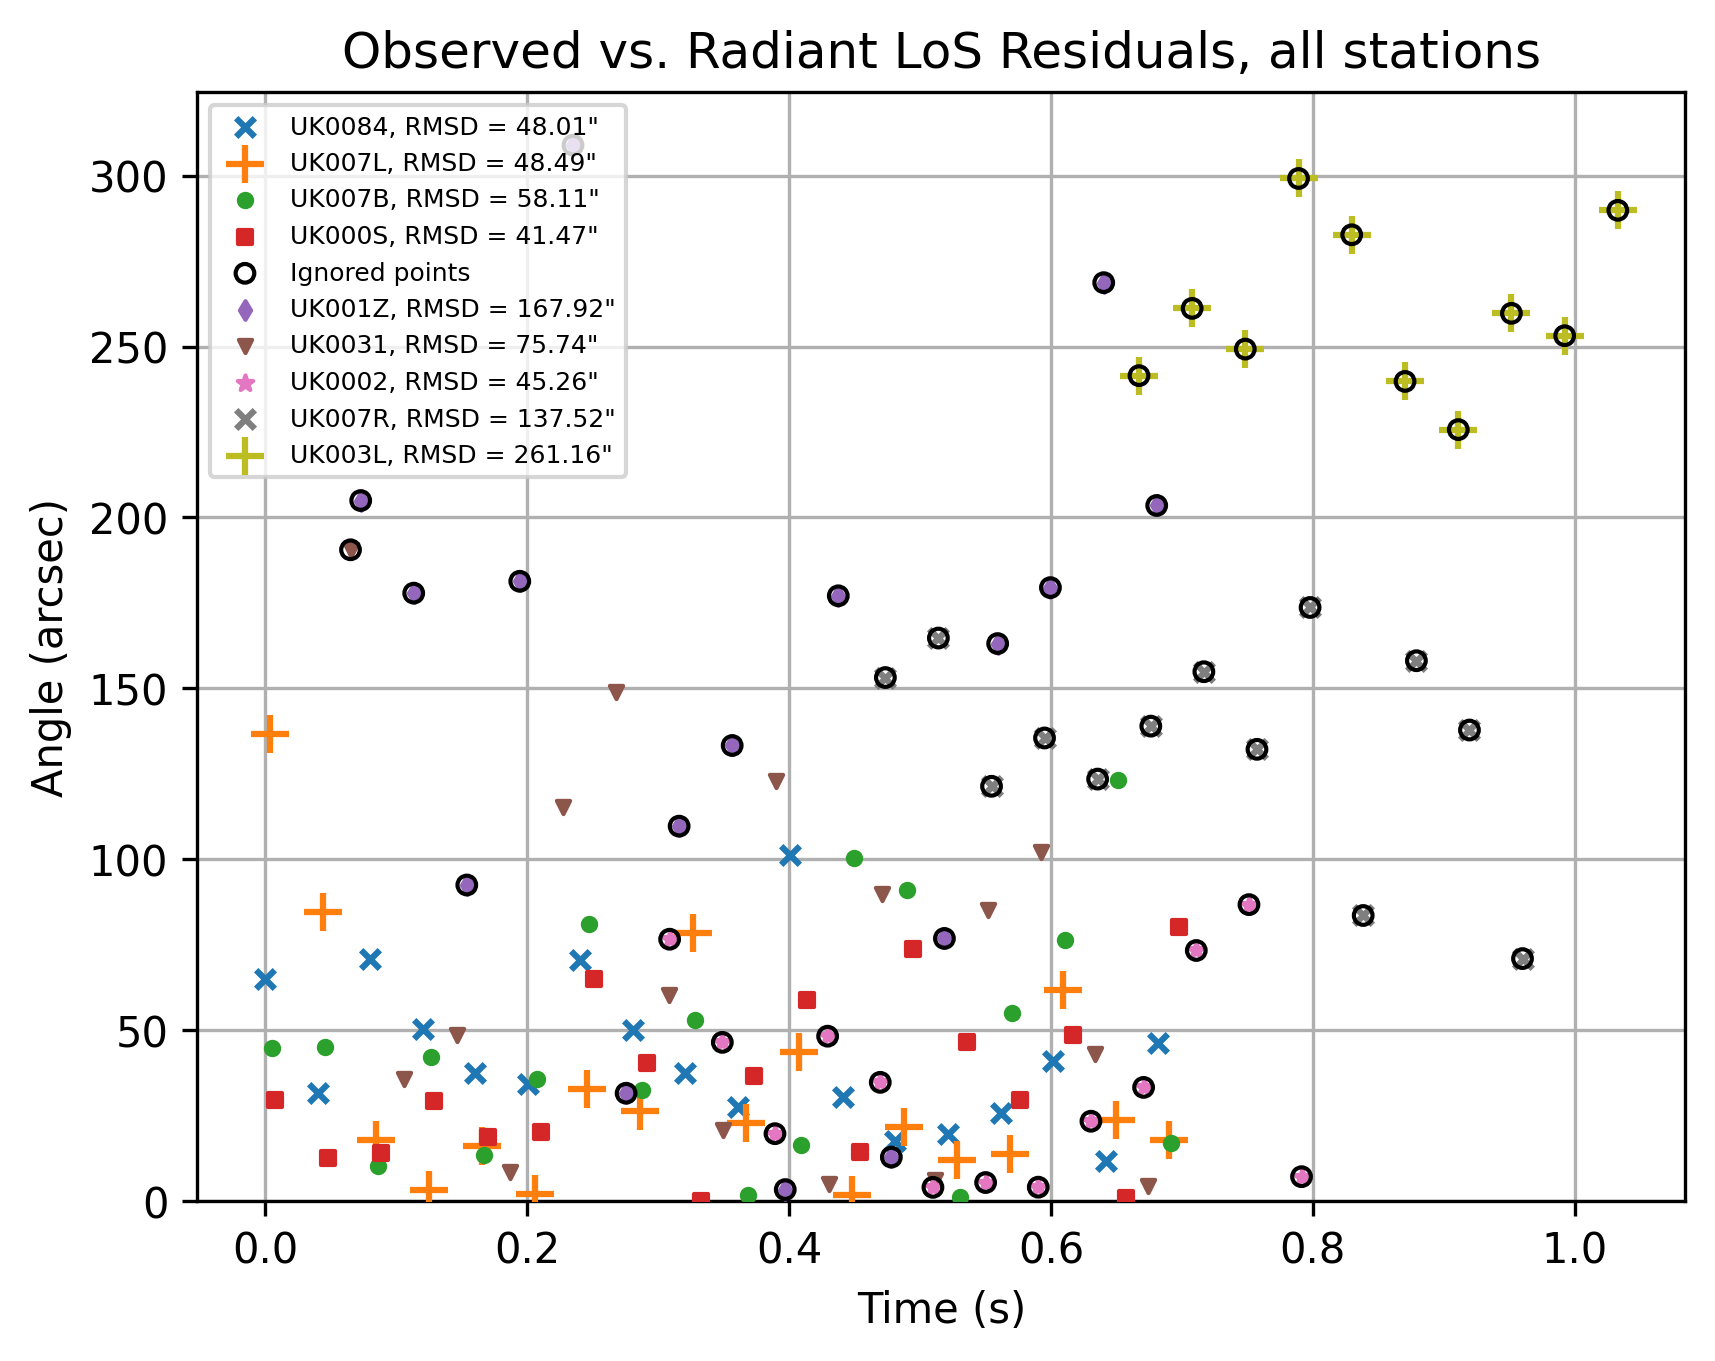 Observed vs. Radiant LoS Residuals, all stations
UK0084, RMSD = 48.01"
UK007L, RMSD = 48.49"
UK007B, RMSD = 58.11"
UK000S, RMSD = 41.47"
Ignored points
UK001Z, RMSD = 167.92"
UK0031, RMSD = 75.74"
UK0002, RMSD = 45.26"
UK007R, RMSD = 137.52"
UK003L, RMSD = 261.16"
Angle (arcsec)
300
250
200
150
100
50
0
0.0 0.2 0.4 0.6 0.8 1.0
Time (s)